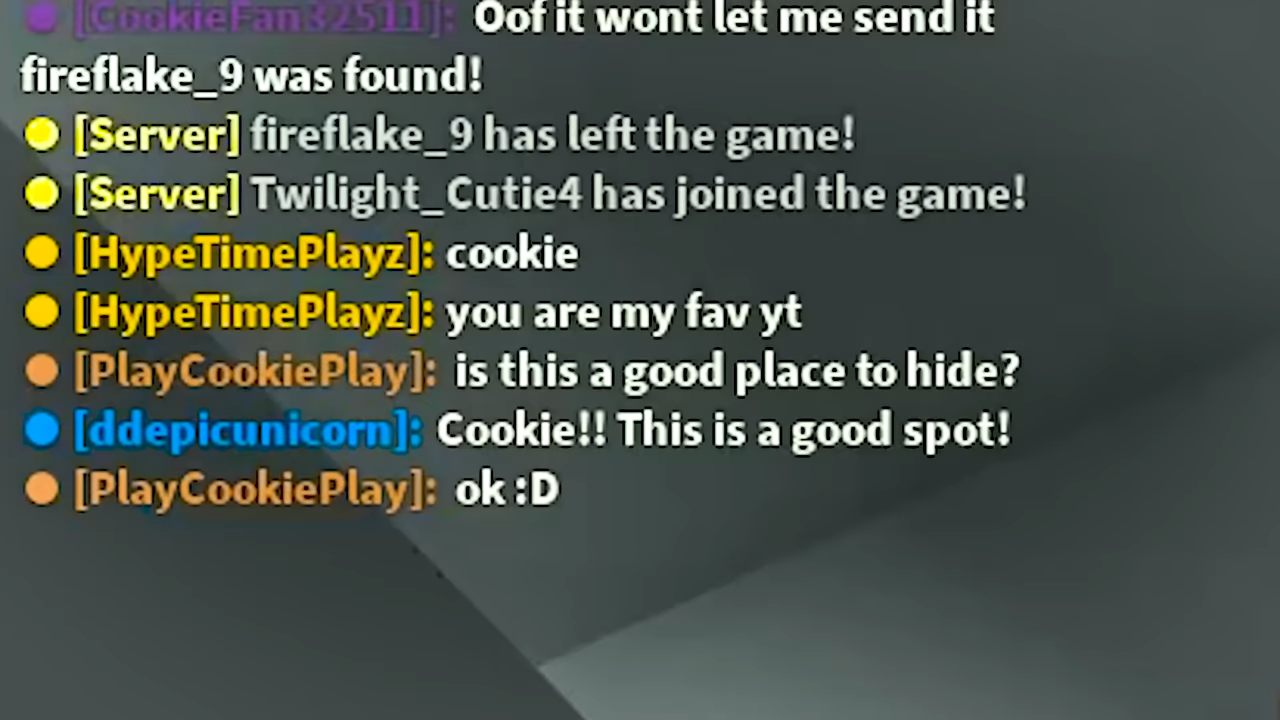 [CookieFan32511]: Oof it wont let me send it
fireflake_9 was found!
[Server] fireflake_9 has left the game!
[Server] Twilight_Cutie4 has joined the game!
[HypeTimePlayz]: cookie
[HypeTimePlayz]: you are my fav yt
[PlayCookiePlay]: is this a good place to hide?
[ddepicunicorn]: Cookie!! This is a good spot!
[PlayCookiePlay]: ok :D